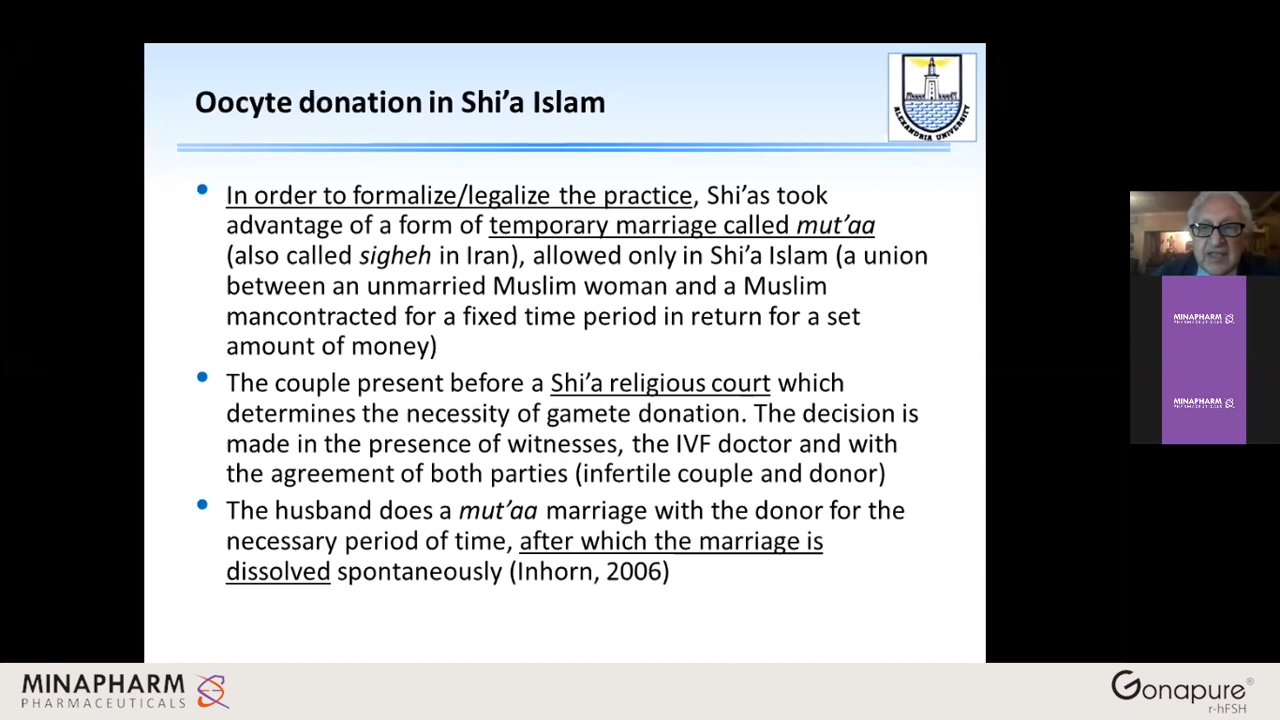 Oocyte donation in Shi’a Islam
ALEXANDRIA UNIVERSITY
• In order to formalize/legalize the practice, Shi’as took
advantage of a form of temporary marriage called mut’aa
(also called sigheh in Iran), allowed only in Shi’a Islam (a union
between an unmarried Muslim woman and a Muslim
mancontracted for a fixed time period in return for a set
amount of money)
• The couple present before a Shi’a religious court which
determines the necessity of gamete donation. The decision is
made in the presence of witnesses, the IVF doctor and with
the agreement of both parties (infertile couple and donor)
• The husband does a mut’aa marriage with the donor for the
necessary period of time, after which the marriage is
dissolved spontaneously (Inhorn, 2006)
MINAPHARM
PHARMACEUTICALS
MINAPHARM
PHARMACEUTICALS
MINAPHARM
PHARMACEUTICALS
Gonapure®
r-hFSH